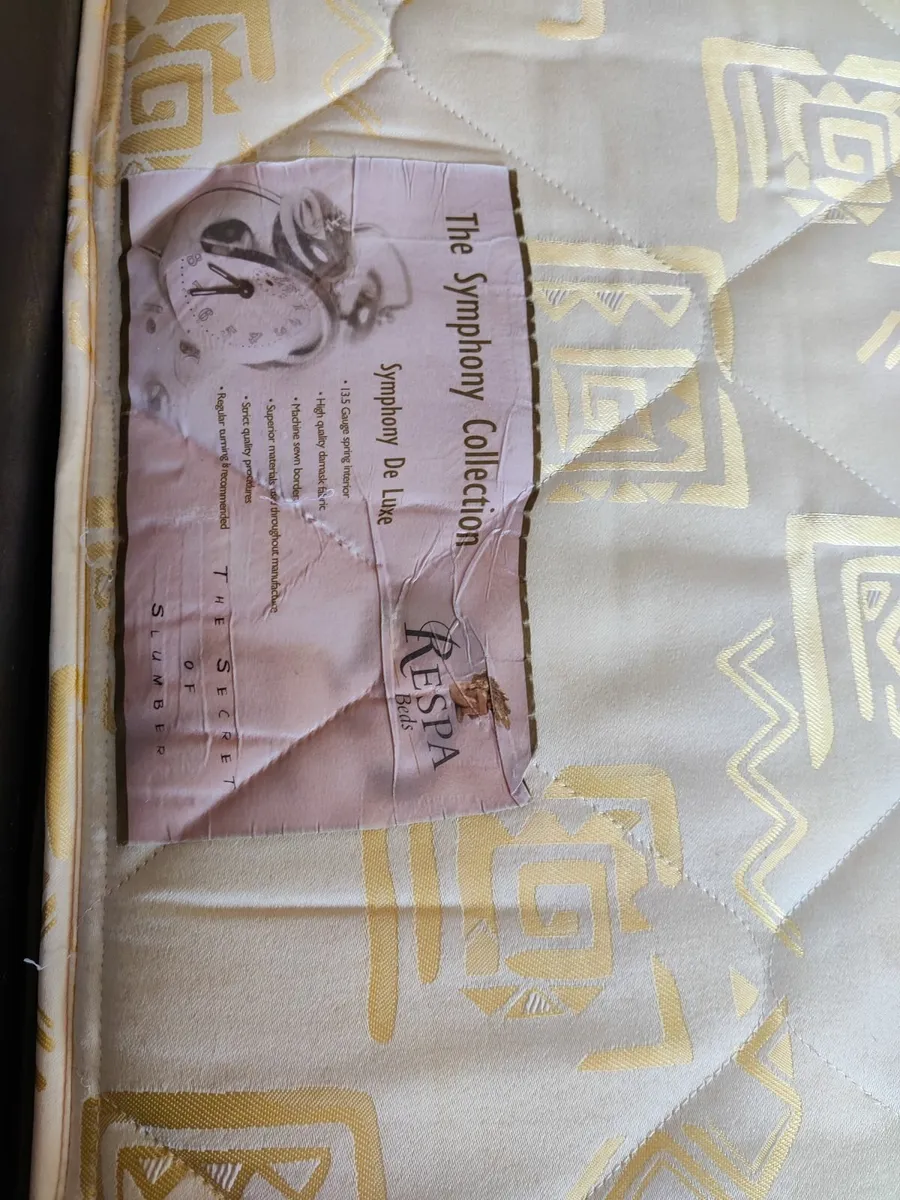 The Symphony Collection
Symphony De Luxe
• 13.5 Gauge spring interior
• High quality damask fabric
• Machine sewn border
• Superior materials used throughout manufacture
• Strict quality procedures
• Regular turning is recommended
RESPA
Beds
THE SECRET
OF
SLUMBER